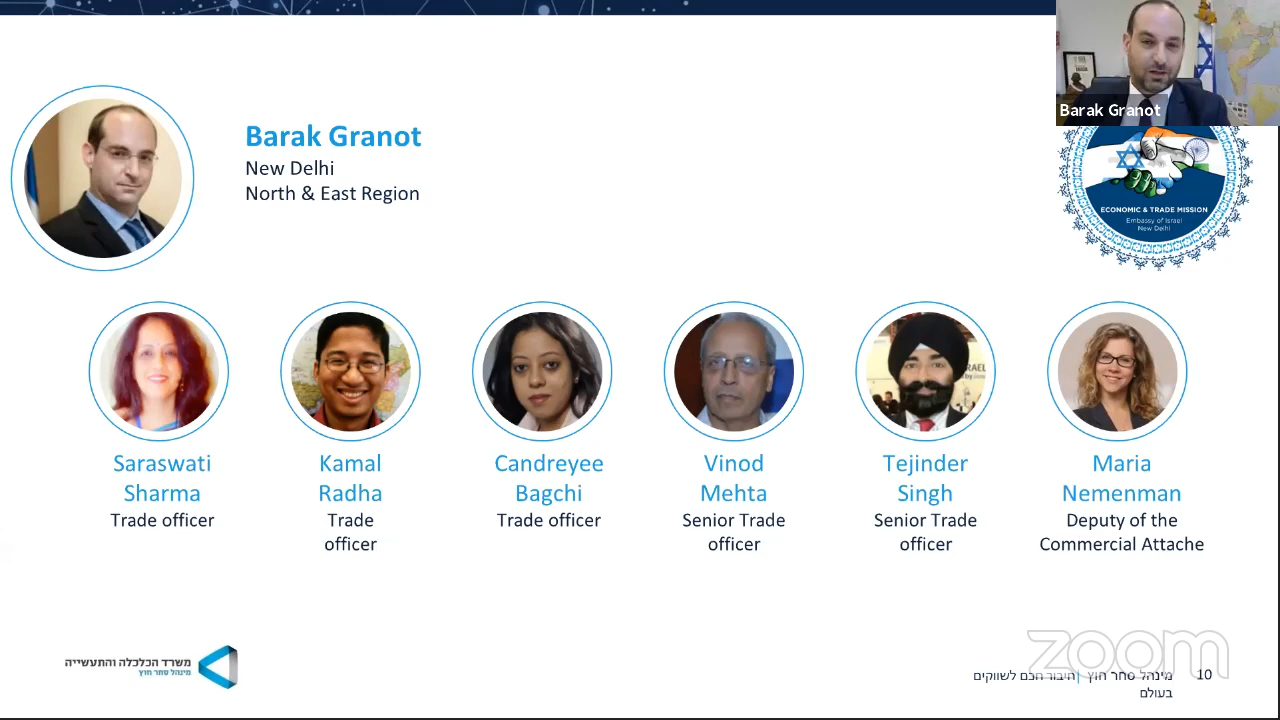 Barak Granot
Barak Granot
New Delhi
North & East Region
ECONOMIC & TRADE MISSION
Embassy of Israel
New Delhi
Saraswati
Sharma
Trade officer
Kamal
Radha
Trade
officer
Candreyee
Bagchi
Trade officer
Vinod
Mehta
Senior Trade
officer
Tejinder
Singh
Senior Trade
officer
Maria
Nemenman
Deputy of the
Commercial Attache
משרד הכלכלה והתעשייה
מינהל סחר חוץ
zoom
מינהל סחר חוץ | חיבור חכם לשווקים
בעולם
10